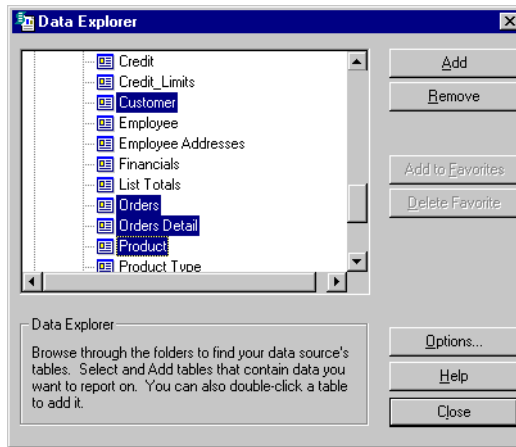 Data Explorer
Credit
Credit_Limits
Customer
Employee
Employee Addresses
Financials
List Totals
Orders
Orders Detail
Product
Product Type
Add
Remove
Add to Favorites
Delete Favorite
Data Explorer
Browse through the folders to find your data source's
tables. Select and Add tables that contain data you
want to report on. You can also double-click a table
to add it.
Options...
Help
Close